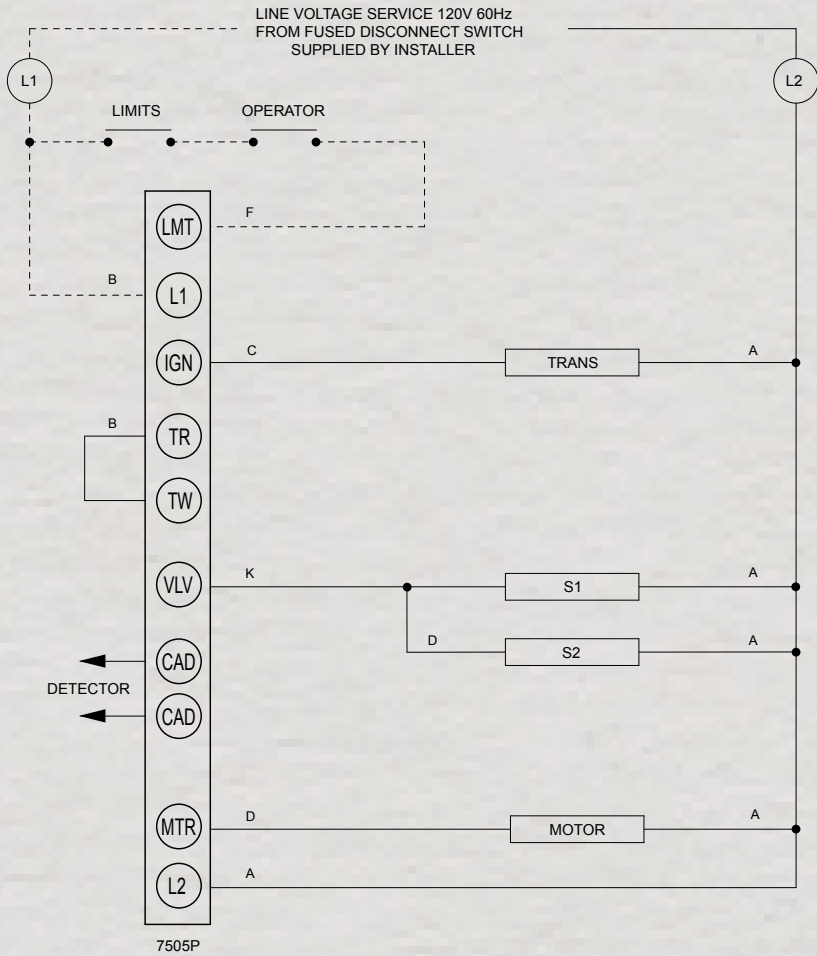 LINE VOLTAGE SERVICE 120V 60Hz
FROM FUSED DISCONNECT SWITCH
SUPPLIED BY INSTALLER
L1
L2
LIMITS
OPERATOR
LMT
F
B
L1
IGN
C
TRANS
A
B
TR
TW
VLV
K
S1
A
D
S2
A
CAD
DETECTOR
CAD
MTR
D
MOTOR
A
L2
A
7505P